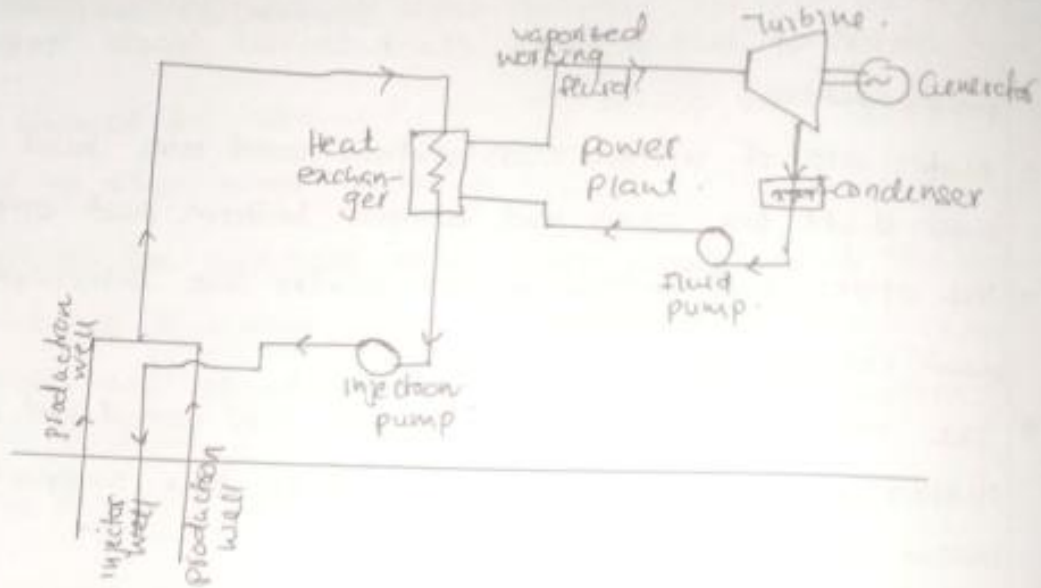 Turbine.
vaporised
working
fluid
Generator
Heat
exchan-
ger
power
plant.
condenser
fluid
pump.
production
well
injection
pump.
injector
well
production
well